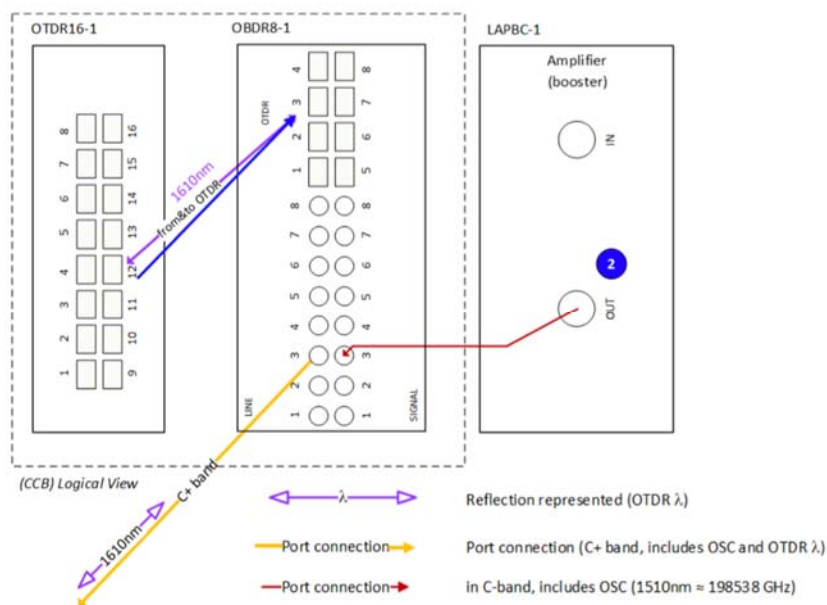 OTDR16-1
OBDR8-1
LAPBC-1
Amplifier
(booster)
IN
2
OUT
8 16
7 15
6 14
5 13
4 12
3 11
2 10
1 9
1610nm
from&to OTDR
OTDR
4 8
3 7
2 6
1 5
8 8
7 7
6 6
5 5
4 4
3 3
2 2
1 1
LINE
SIGNAL
(CCB) Logical View
C+ band
1610nm
λ
Reflection represented (OTDR λ)
Port connection
Port connection (C+ band, includes OSC and OTDR λ)
Port connection
in C-band, includes OSC (1510nm ≈ 198538 GHz)